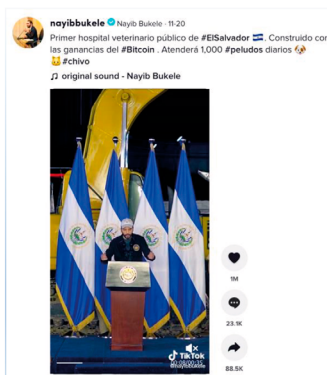 nayibbukele Nayib Bukele · 11-20
Primer hospital veterinario público de #ElSalvador 🇸🇻. Construido con
las ganancias del #Bitcoin . Atenderá 1,000 #peludos diarios 🐶
🐱 #chivo
♫ original sound - Nayib Bukele
1M
23.1K
88.5K
TikTok
@nayibbukele